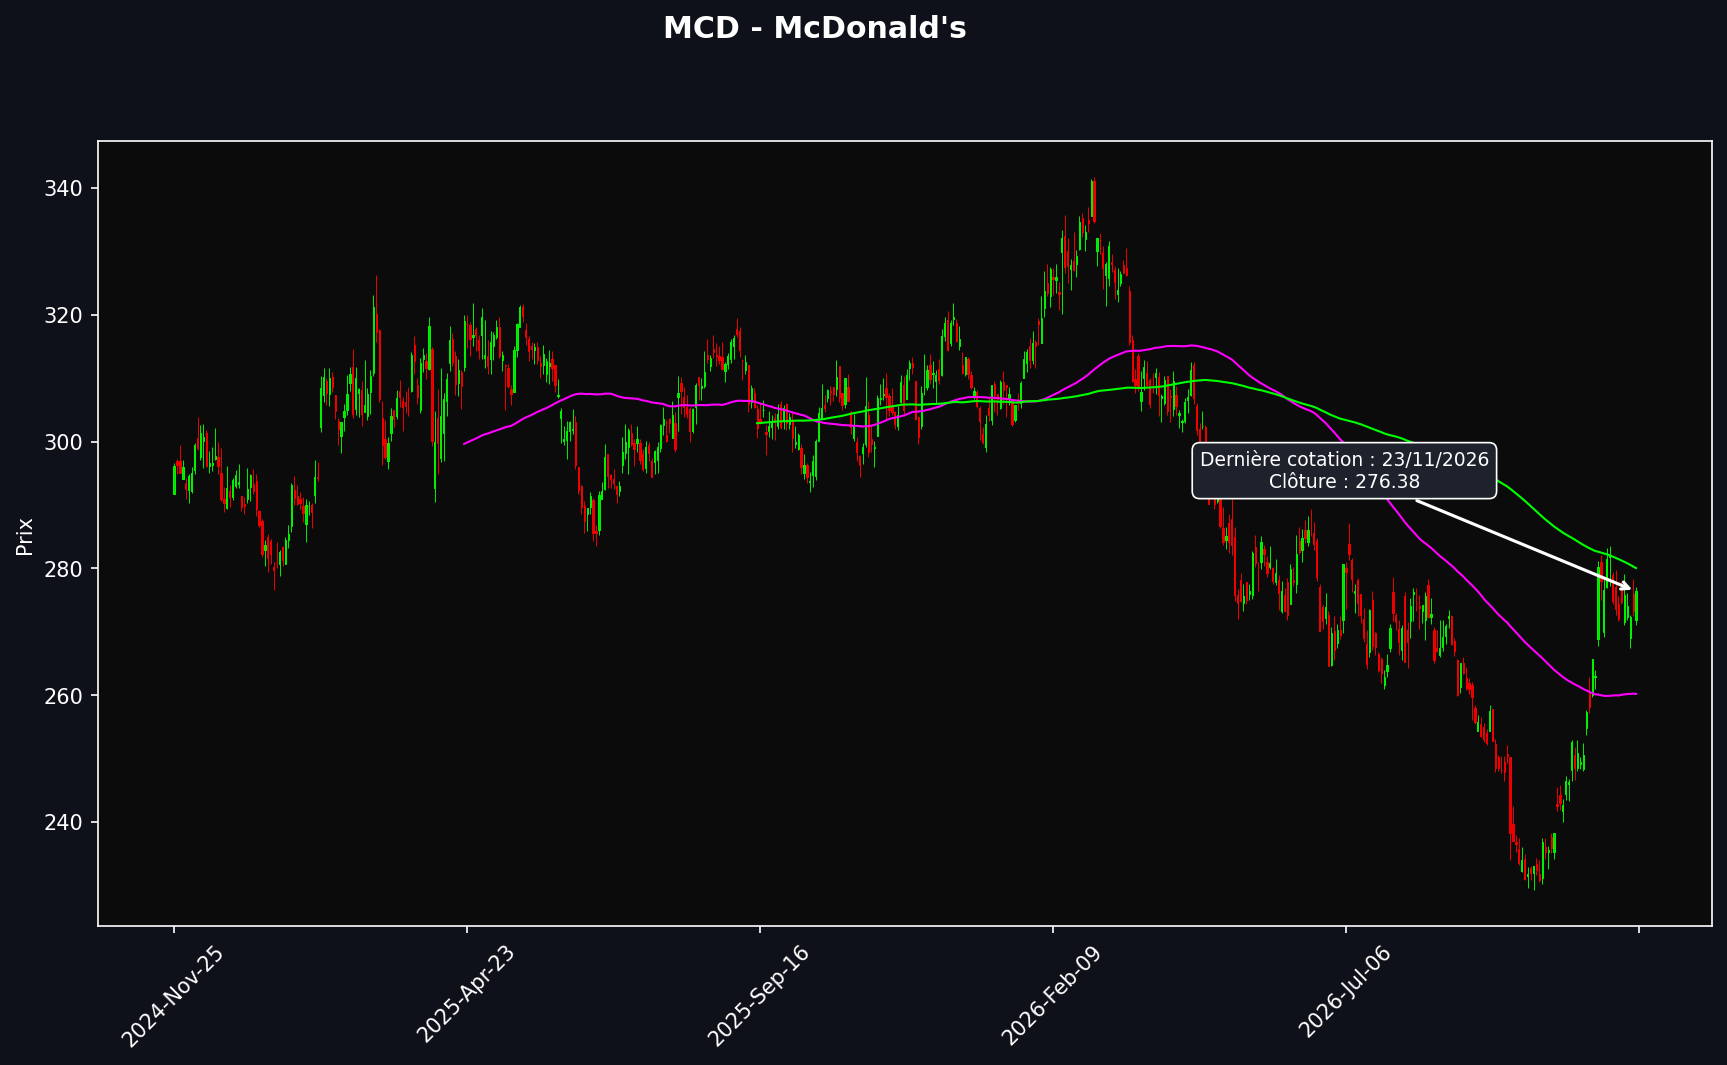 MCD - McDonald's
Prix
340
320
300
280
260
240
Dernière cotation : 23/11/2026
Clôture : 276.38
2024-Nov-25
2025-Apr-23
2025-Sep-16
2026-Feb-09
2026-Jul-06